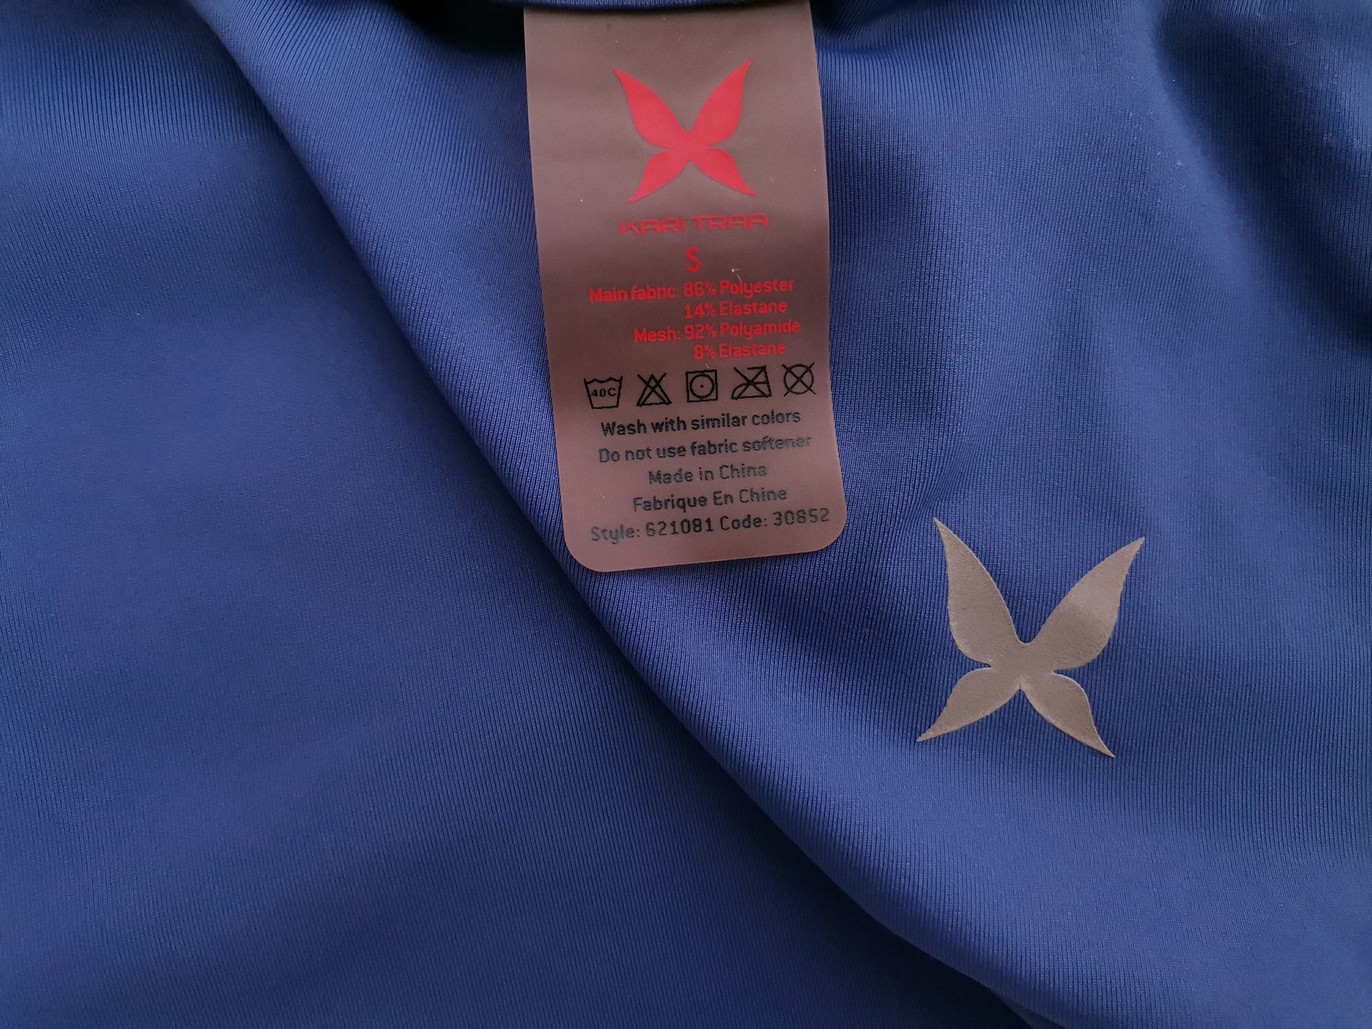 KARI TRAA
S
Main fabric: 86% Polyester
14% Elastane
Mesh: 92% Polyamide
8% Elastane
40C
Wash with similar colors
Do not use fabric softener
Made in China
Fabrique En Chine
Style: 621081 Code: 30852